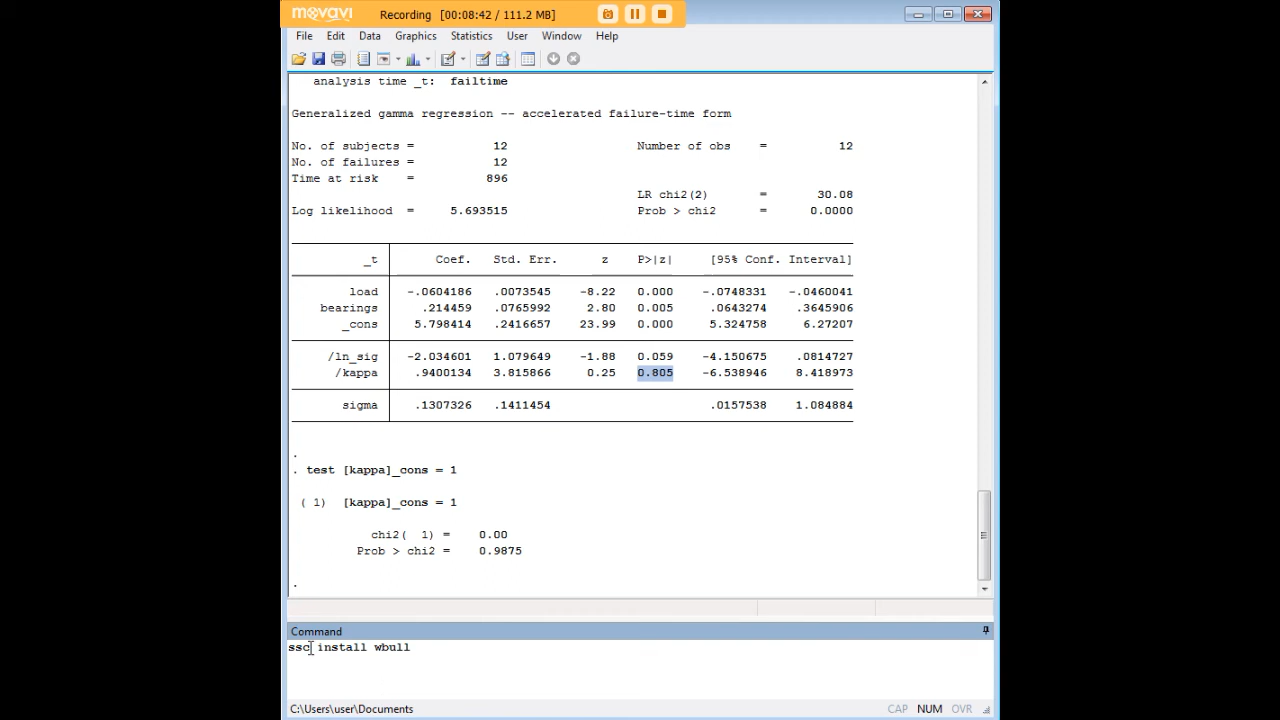 movavi Recording [00:08:42 / 111.2 MB]
File Edit Data Graphics Statistics User Window Help
analysis time _t: failtime
Generalized gamma regression -- accelerated failure-time form
No. of subjects = 12 Number of obs = 12
No. of failures = 12
Time at risk = 896
LR chi2(2) = 30.08
Log likelihood = 5.693515 Prob > chi2 = 0.0000
_t Coef. Std. Err. z P>|z| [95% Conf. Interval]
load -.0604186 .0073545 -8.22 0.000 -.0748331 -.0460041
bearings .214459 .0765992 2.80 0.005 .0643274 .3645906
_cons 5.798414 .2416657 23.99 0.000 5.324758 6.27207
/ln_sig -2.034601 1.079649 -1.88 0.059 -4.150675 .0814727
/kappa .9400134 3.815866 0.25 0.805 -6.538946 8.418973
sigma .1307326 .1411454 .0157538 1.084884
.
. test [kappa]_cons = 1
( 1) [kappa]_cons = 1
chi2( 1) = 0.00
Prob > chi2 = 0.9875
.
Command
ssc install wbull
C:\Users\user\Documents CAP NUM OVR